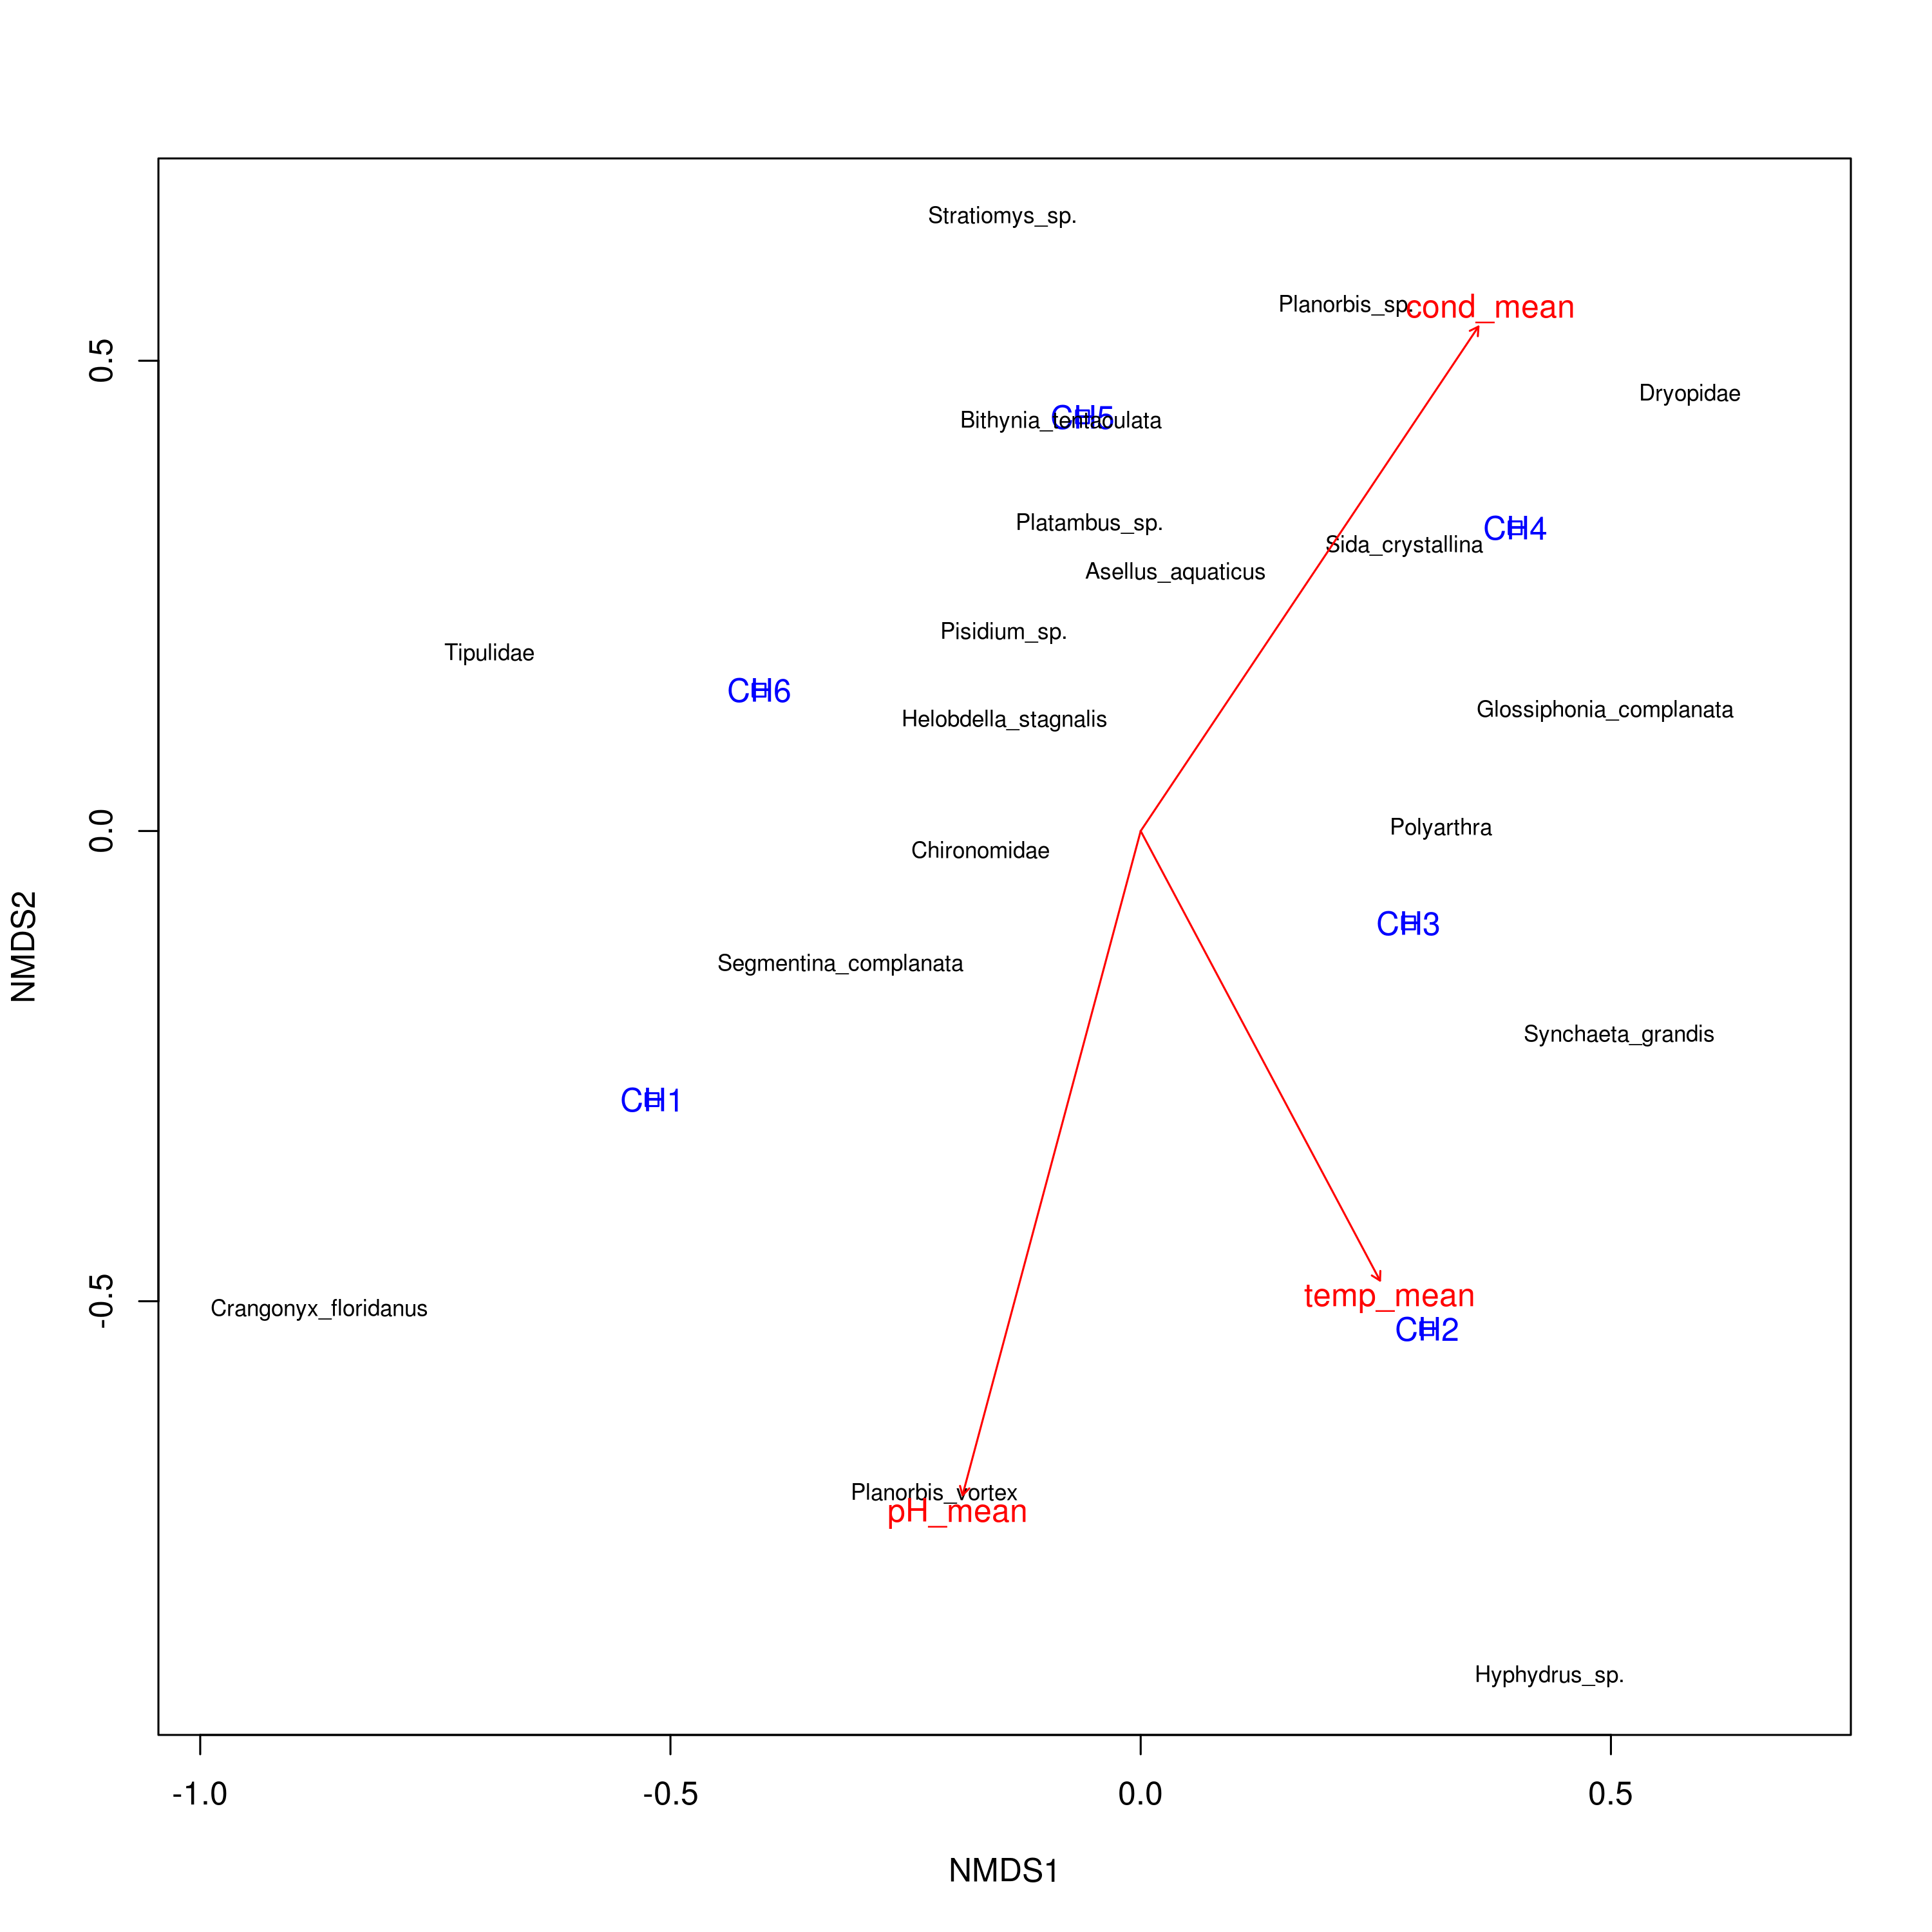 Stratiomys_sp.
Planorbis_sp.
cond_mean
0.5
Dryopidae
Bithynia_tentaculata
CH5
Platambus_sp.
CH4
Sida_crystallina
Asellus_aquaticus
Pisidium_sp.
Tipulidae
CH6
Helobdella_stagnalis
Glossiphonia_complanata
0.0
Polyarthra
Chironomidae
CH3
NMDS2
Segmentina_complanata
Synchaeta_grandis
CH1
-0.5
temp_mean
Crangonyx_floridanus
CH2
Planorbis_vortex
pH_mean
Hyphydrus_sp.
-1.0
-0.5
0.0
0.5
NMDS1